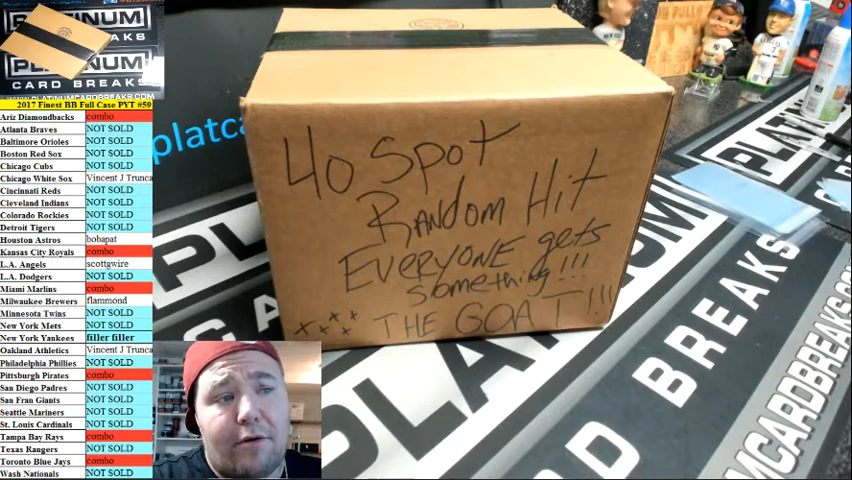 PLATINUM
CARD BREAKS
WWW.PLATINUMCARDBREAKS.COM
2017 Finest BB Full Case PYT #59
Ariz Diamondbacks combo
Atlanta Braves NOT SOLD
Baltimore Orioles NOT SOLD
Boston Red Sox NOT SOLD
Chicago Cubs NOT SOLD
Chicago White Sox Vincent J Trunca
Cincinnati Reds NOT SOLD
Cleveland Indians NOT SOLD
Colorado Rockies NOT SOLD
Detroit Tigers NOT SOLD
Houston Astros bobapat
Kansas City Royals combo
L.A. Angels scottgwire
L.A. Dodgers NOT SOLD
Miami Marlins combo
Milwaukee Brewers flammond
Minnesota Twins NOT SOLD
New York Mets NOT SOLD
New York Yankees filler filler
Oakland Athletics Vincent J Trunca
Philadelphia Phillies NOT SOLD
Pittsburgh Pirates combo
San Diego Padres NOT SOLD
San Fran Giants NOT SOLD
Seattle Mariners NOT SOLD
St. Louis Cardinals NOT SOLD
Tampa Bay Rays combo
Texas Rangers NOT SOLD
Toronto Blue Jays combo
Wash Nationals NOT SOLD
platca
40 Spot
Random Hit
EVERYONE gets
something!!!
THE GOAT!!!
PLATINUM
CARD BREAKS
UMCARDBREAKS.COM